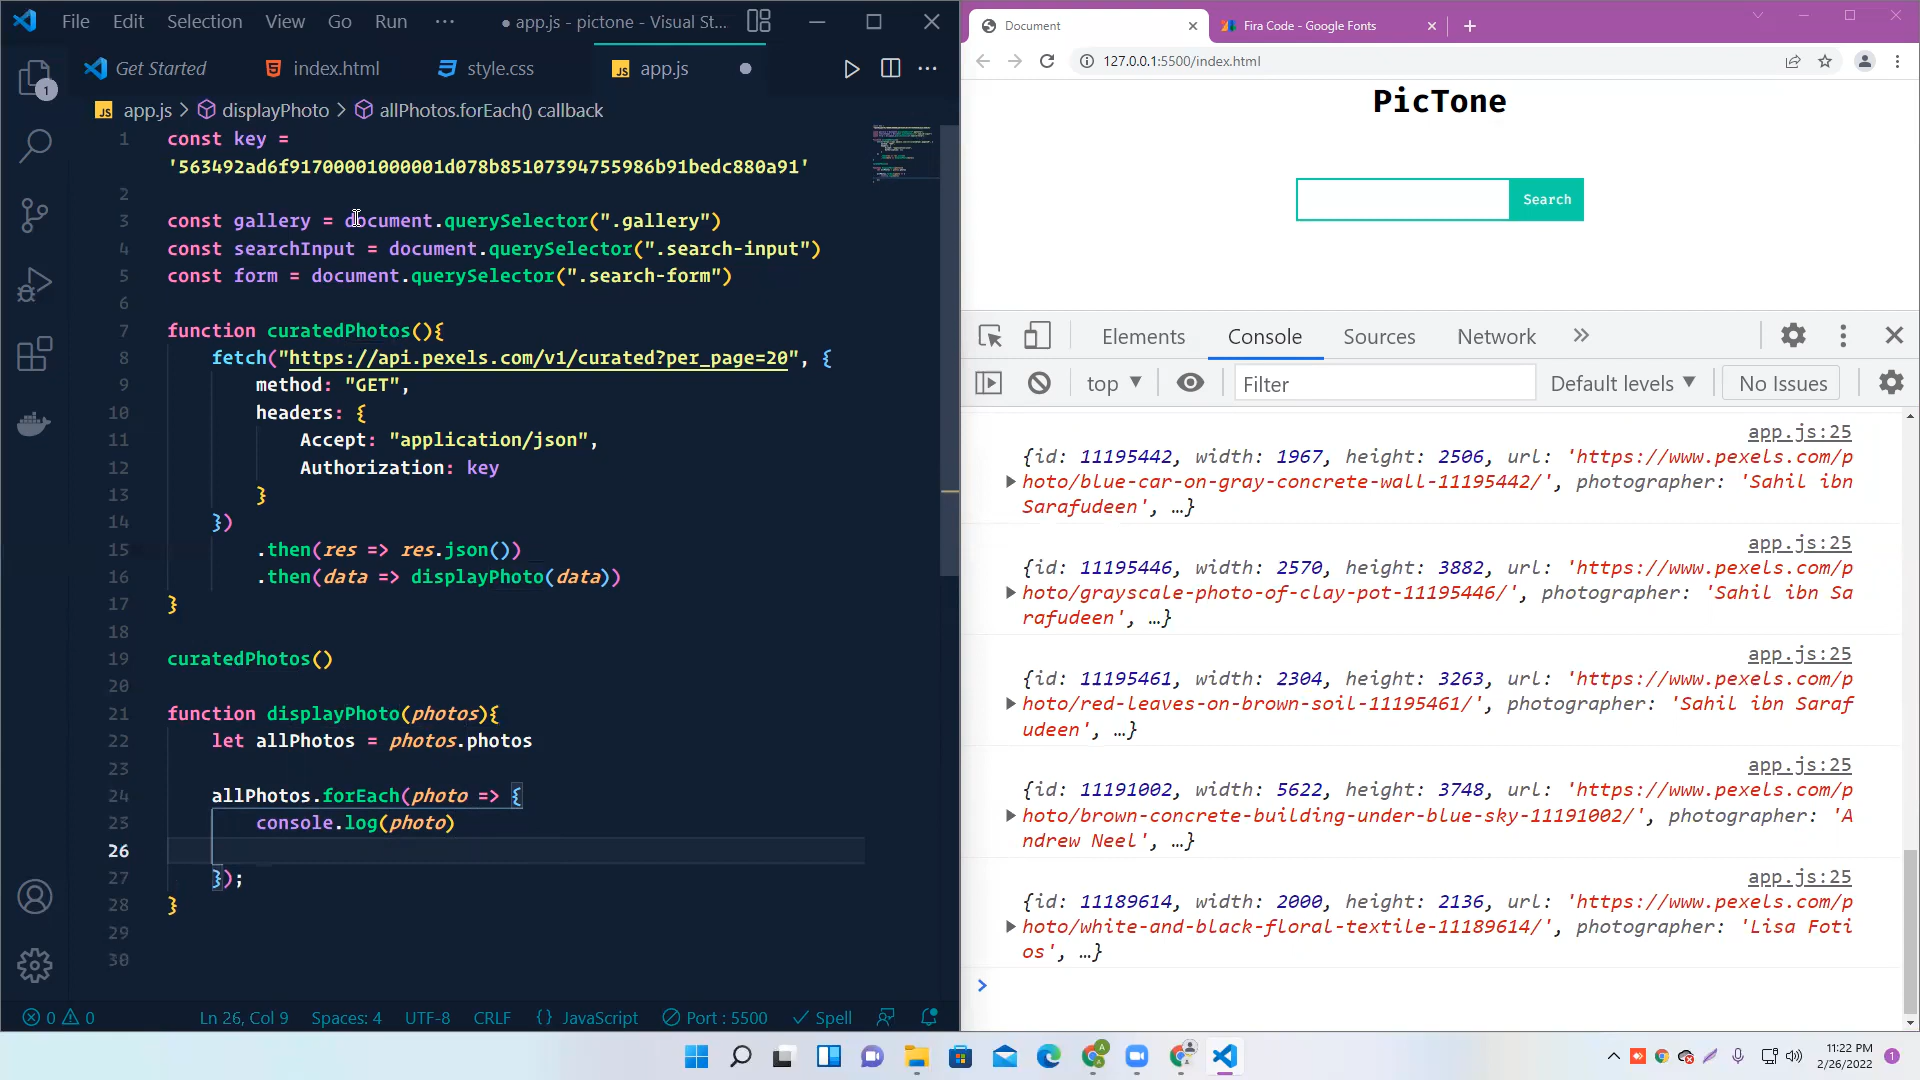 File Edit Selection View Go Run ··· ● app.js - pictone - Visual St...
Get Started index.html style.css app.js ●
app.js > displayPhoto > allPhotos.forEach() callback
1 const key =
'563492ad6f91700001000001d078b85107394755986b91bedc880a91'
2
3 const gallery = document.querySelector(".gallery")
4 const searchInput = document.querySelector(".search-input")
5 const form = document.querySelector(".search-form")
6
7 function curatedPhotos(){
8 fetch("https://api.pexels.com/v1/curated?per_page=20", {
9 method: "GET",
10 headers: {
11 Accept: "application/json",
12 Authorization: key
13 }
14 })
15 .then(res => res.json())
16 .then(data => displayPhoto(data))
17 }
18
19 curatedPhotos()
20
21 function displayPhoto(photos){
22 let allPhotos = photos.photos
23
24 allPhotos.forEach(photo => {
25 console.log(photo)
26
27 });
28 }
29
30
1
0 0 Ln 26, Col 9 Spaces: 4 UTF-8 CRLF {} JavaScript Port : 5500 Spell
Document Fira Code - Google Fonts
127.0.0.1:5500/index.html
PicTone
Search
Elements Console Sources Network »
top ▼ Filter Default levels ▼ No Issues
app.js:25
{id: 11195442, width: 1967, height: 2506, url: 'https://www.pexels.com/p
hoto/blue-car-on-gray-concrete-wall-11195442/', photographer: 'Sahil ibn
Sarafudeen', …}
app.js:25
{id: 11195446, width: 2570, height: 3882, url: 'https://www.pexels.com/p
hoto/grayscale-photo-of-clay-pot-11195446/', photographer: 'Sahil ibn Sa
rafudeen', …}
app.js:25
{id: 11195461, width: 2304, height: 3263, url: 'https://www.pexels.com/p
hoto/red-leaves-on-brown-soil-11195461/', photographer: 'Sahil ibn Saraf
udeen', …}
app.js:25
{id: 11191002, width: 5622, height: 3748, url: 'https://www.pexels.com/p
hoto/brown-concrete-building-under-blue-sky-11191002/', photographer: 'A
ndrew Neel', …}
app.js:25
{id: 11189614, width: 2000, height: 2136, url: 'https://www.pexels.com/p
hoto/white-and-black-floral-textile-11189614/', photographer: 'Lisa Foti
os', …}
>
11:22 PM
2/26/2022
1